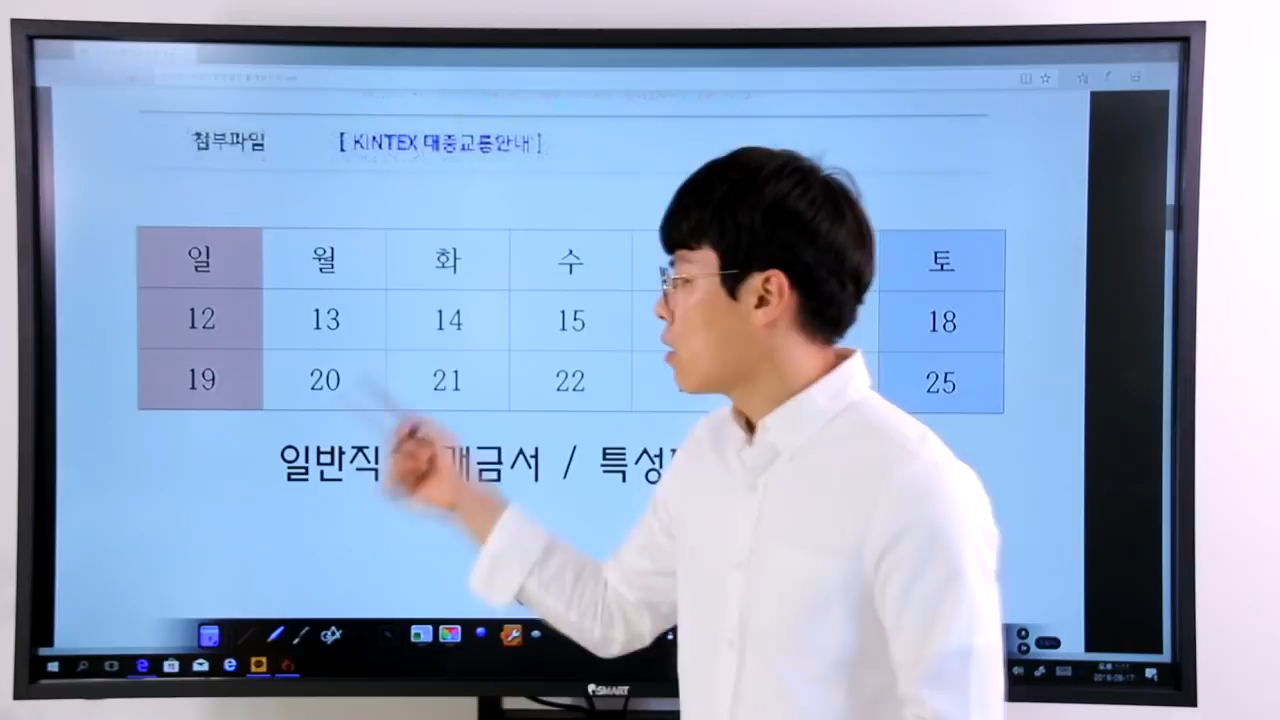 첨부파일 [ KINTEX 대중교통안내 ]
일 월 화 수 토
12 13 14 15 18
19 20 21 22 25
일반직 매금서 / 특성
SMART